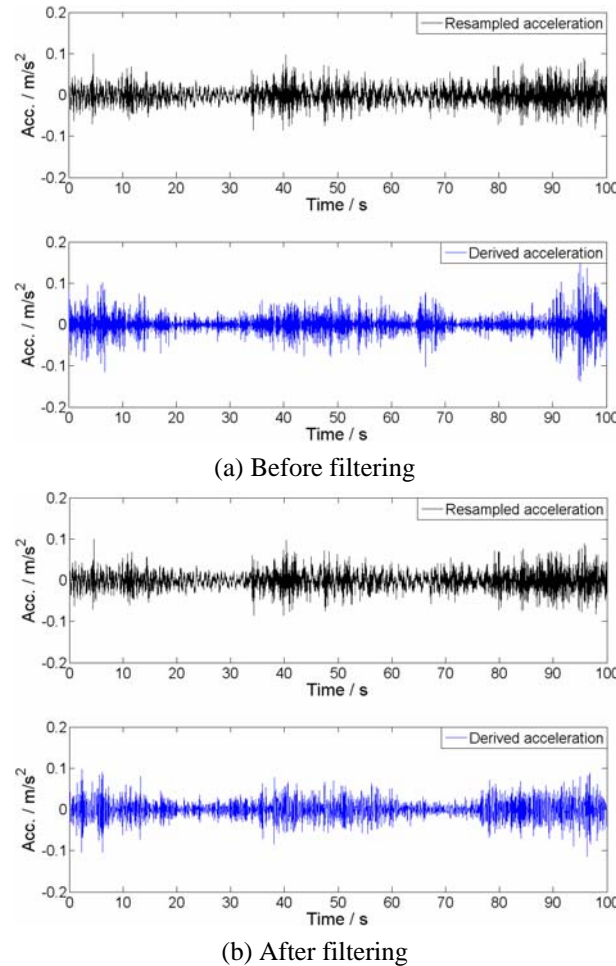 0.2
Resampled acceleration
0.1
0
-0.1
-0.2
Acc. / m/s²
0 10 20 30 40 50 60 70 80 90 100
Time / s
0.2
Derived acceleration
0.1
0
-0.1
-0.2
Acc. / m/s²
0 10 20 30 40 50 60 70 80 90 100
Time / s
(a) Before filtering
0.2
Resampled acceleration
0.1
0
-0.1
-0.2
Acc. / m/s²
0 10 20 30 40 50 60 70 80 90 100
Time / s
0.2
Derived acceleration
0.1
0
-0.1
-0.2
Acc. / m/s²
0 10 20 30 40 50 60 70 80 90 100
Time / s
(b) After filtering